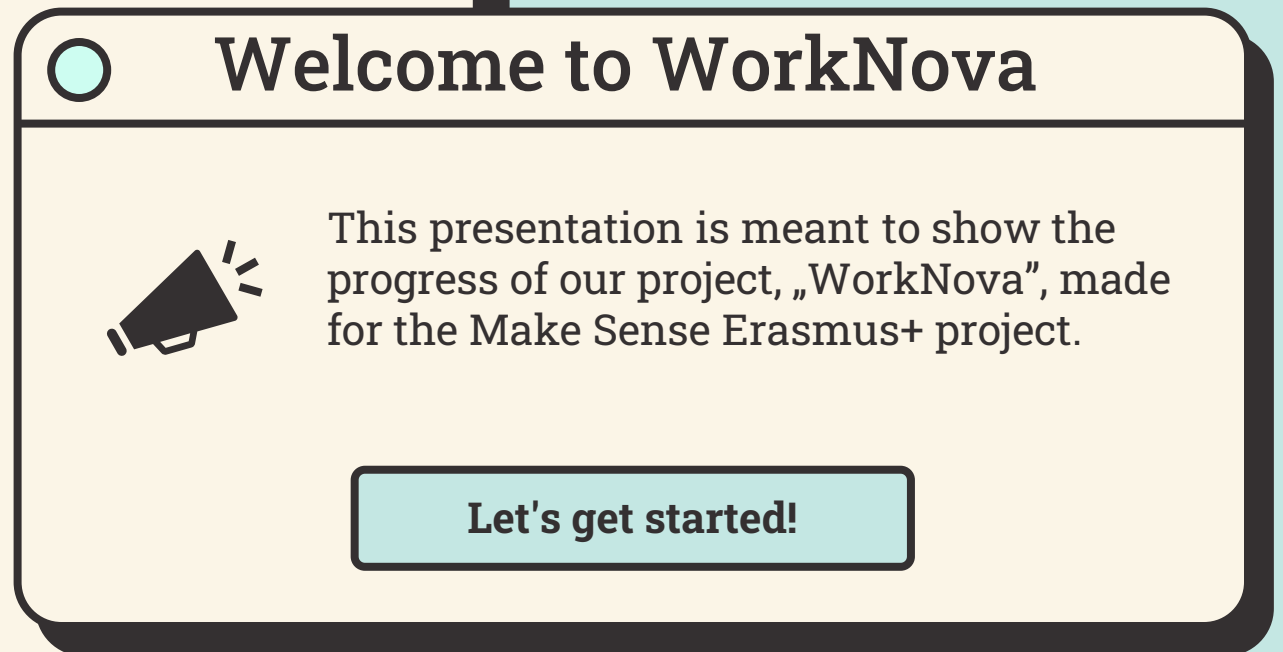 Welcome to WorkNova
This presentation is meant to show the
progress of our project, „WorkNova”, made
for the Make Sense Erasmus+ project.
Let's get started!